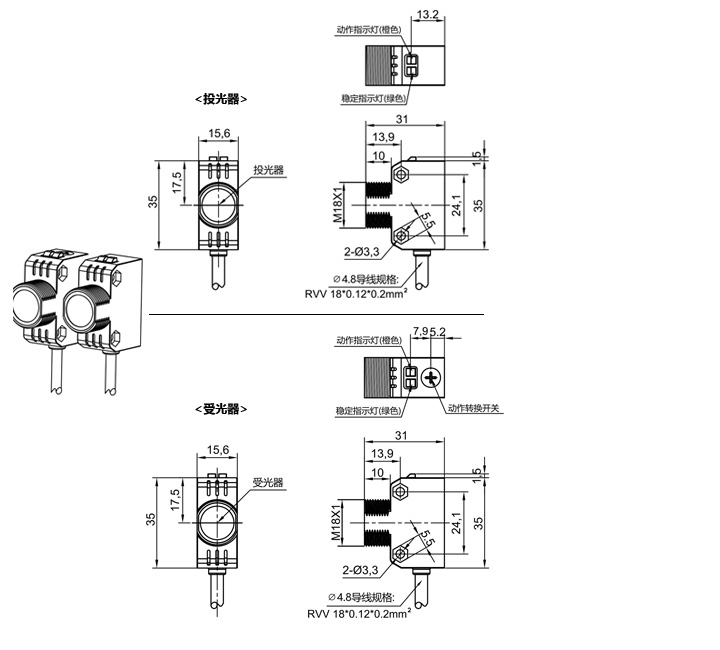 13.2
动作指示灯(橙色)
稳定指示灯(绿色)
<投光器>
31
15,6
13,9
10
1,5
投光器
17,5
35
M18X1
24,1
35
5.5
2-Ø3,3
Ø4.8导线规格:
RVV 18*0.12*0.2mm²
7,9
5.2
动作指示灯(橙色)
稳定指示灯(绿色)
动作转换开关
<受光器>
31
15,6
13,9
10
1,5
受光器
17,5
35
M18X1
24,1
35
5.5
2-Ø3,3
Ø4.8导线规格:
RVV 18*0.12*0.2mm²